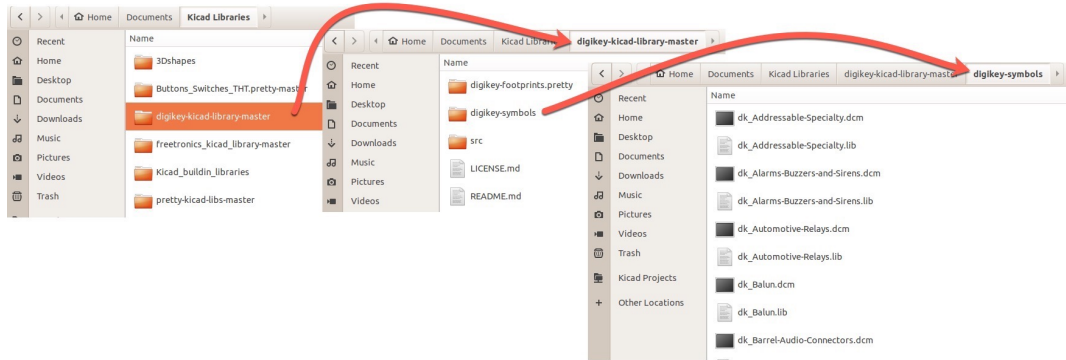 Home Documents Kicad Libraries
Recent
Home
Desktop
Documents
Downloads
Music
Pictures
Videos
Trash
Name
3Dshapes
Buttons_Switches_THT.pretty-master
digikey-kicad-library-master
freetronics_kicad_library-master
Kicad_buildin_libraries
pretty-kicad-libs-master
Home Documents Kicad Libraries digikey-kicad-library-master
Recent
Home
Desktop
Documents
Downloads
Music
Pictures
Videos
Name
digikey-footprints.pretty
digikey-symbols
src
LICENSE.md
README.md
Home Documents Kicad Libraries digikey-kicad-library-master digikey-symbols
Recent
Home
Desktop
Documents
Downloads
Music
Pictures
Videos
Trash
Kicad Projects
Other Locations
Name
dk_Addressable-Specialty.dcm
dk_Addressable-Specialty.lib
dk_Alarms-Buzzers-and-Sirens.dcm
dk_Alarms-Buzzers-and-Sirens.lib
dk_Automotive-Relays.dcm
dk_Automotive-Relays.lib
dk_Balun.dcm
dk_Balun.lib
dk_Barrel-Audio-Connectors.dcm